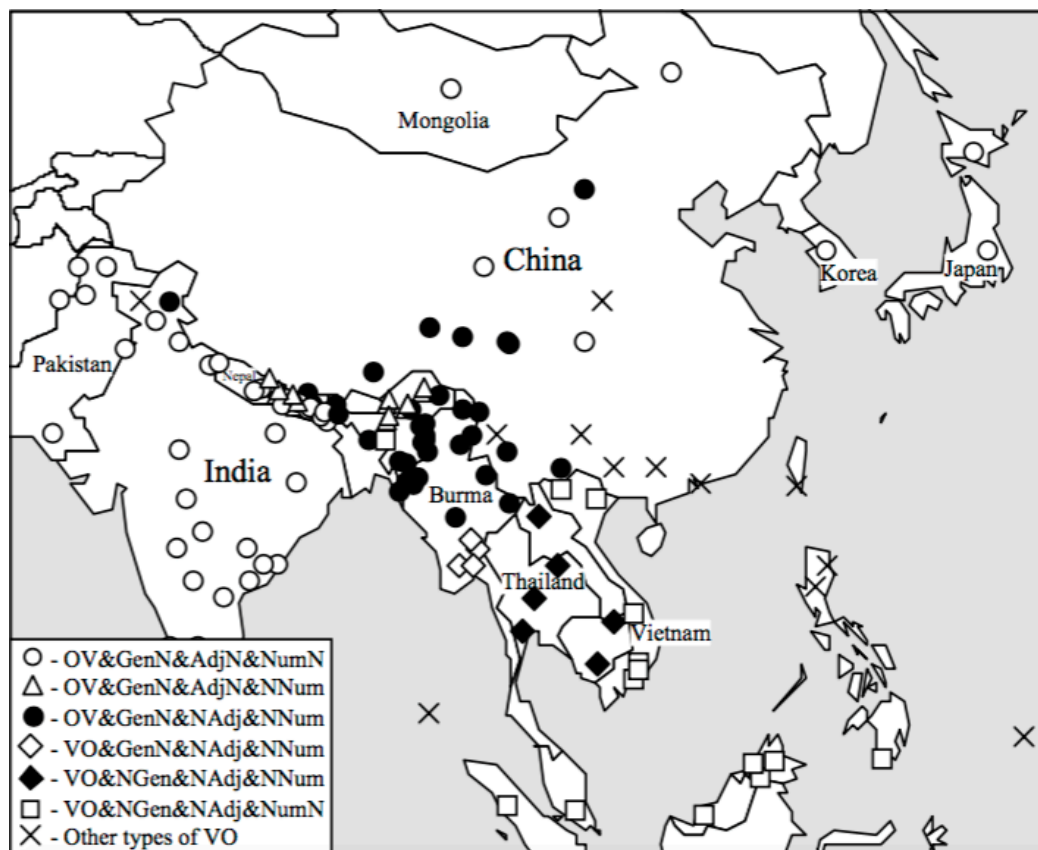 Mongolia
China
Korea
Japan
Pakistan
Nepal
India
Burma
Thailand
Vietnam
- OV&GenN&AdjN&NumN
- OV&GenN&AdjN&NNum
- OV&GenN&NAdj&NNum
- VO&GenN&NAdj&NNum
- VO&NGen&NAdj&NNum
- VO&NGen&NAdj&NumN
- Other types of VO